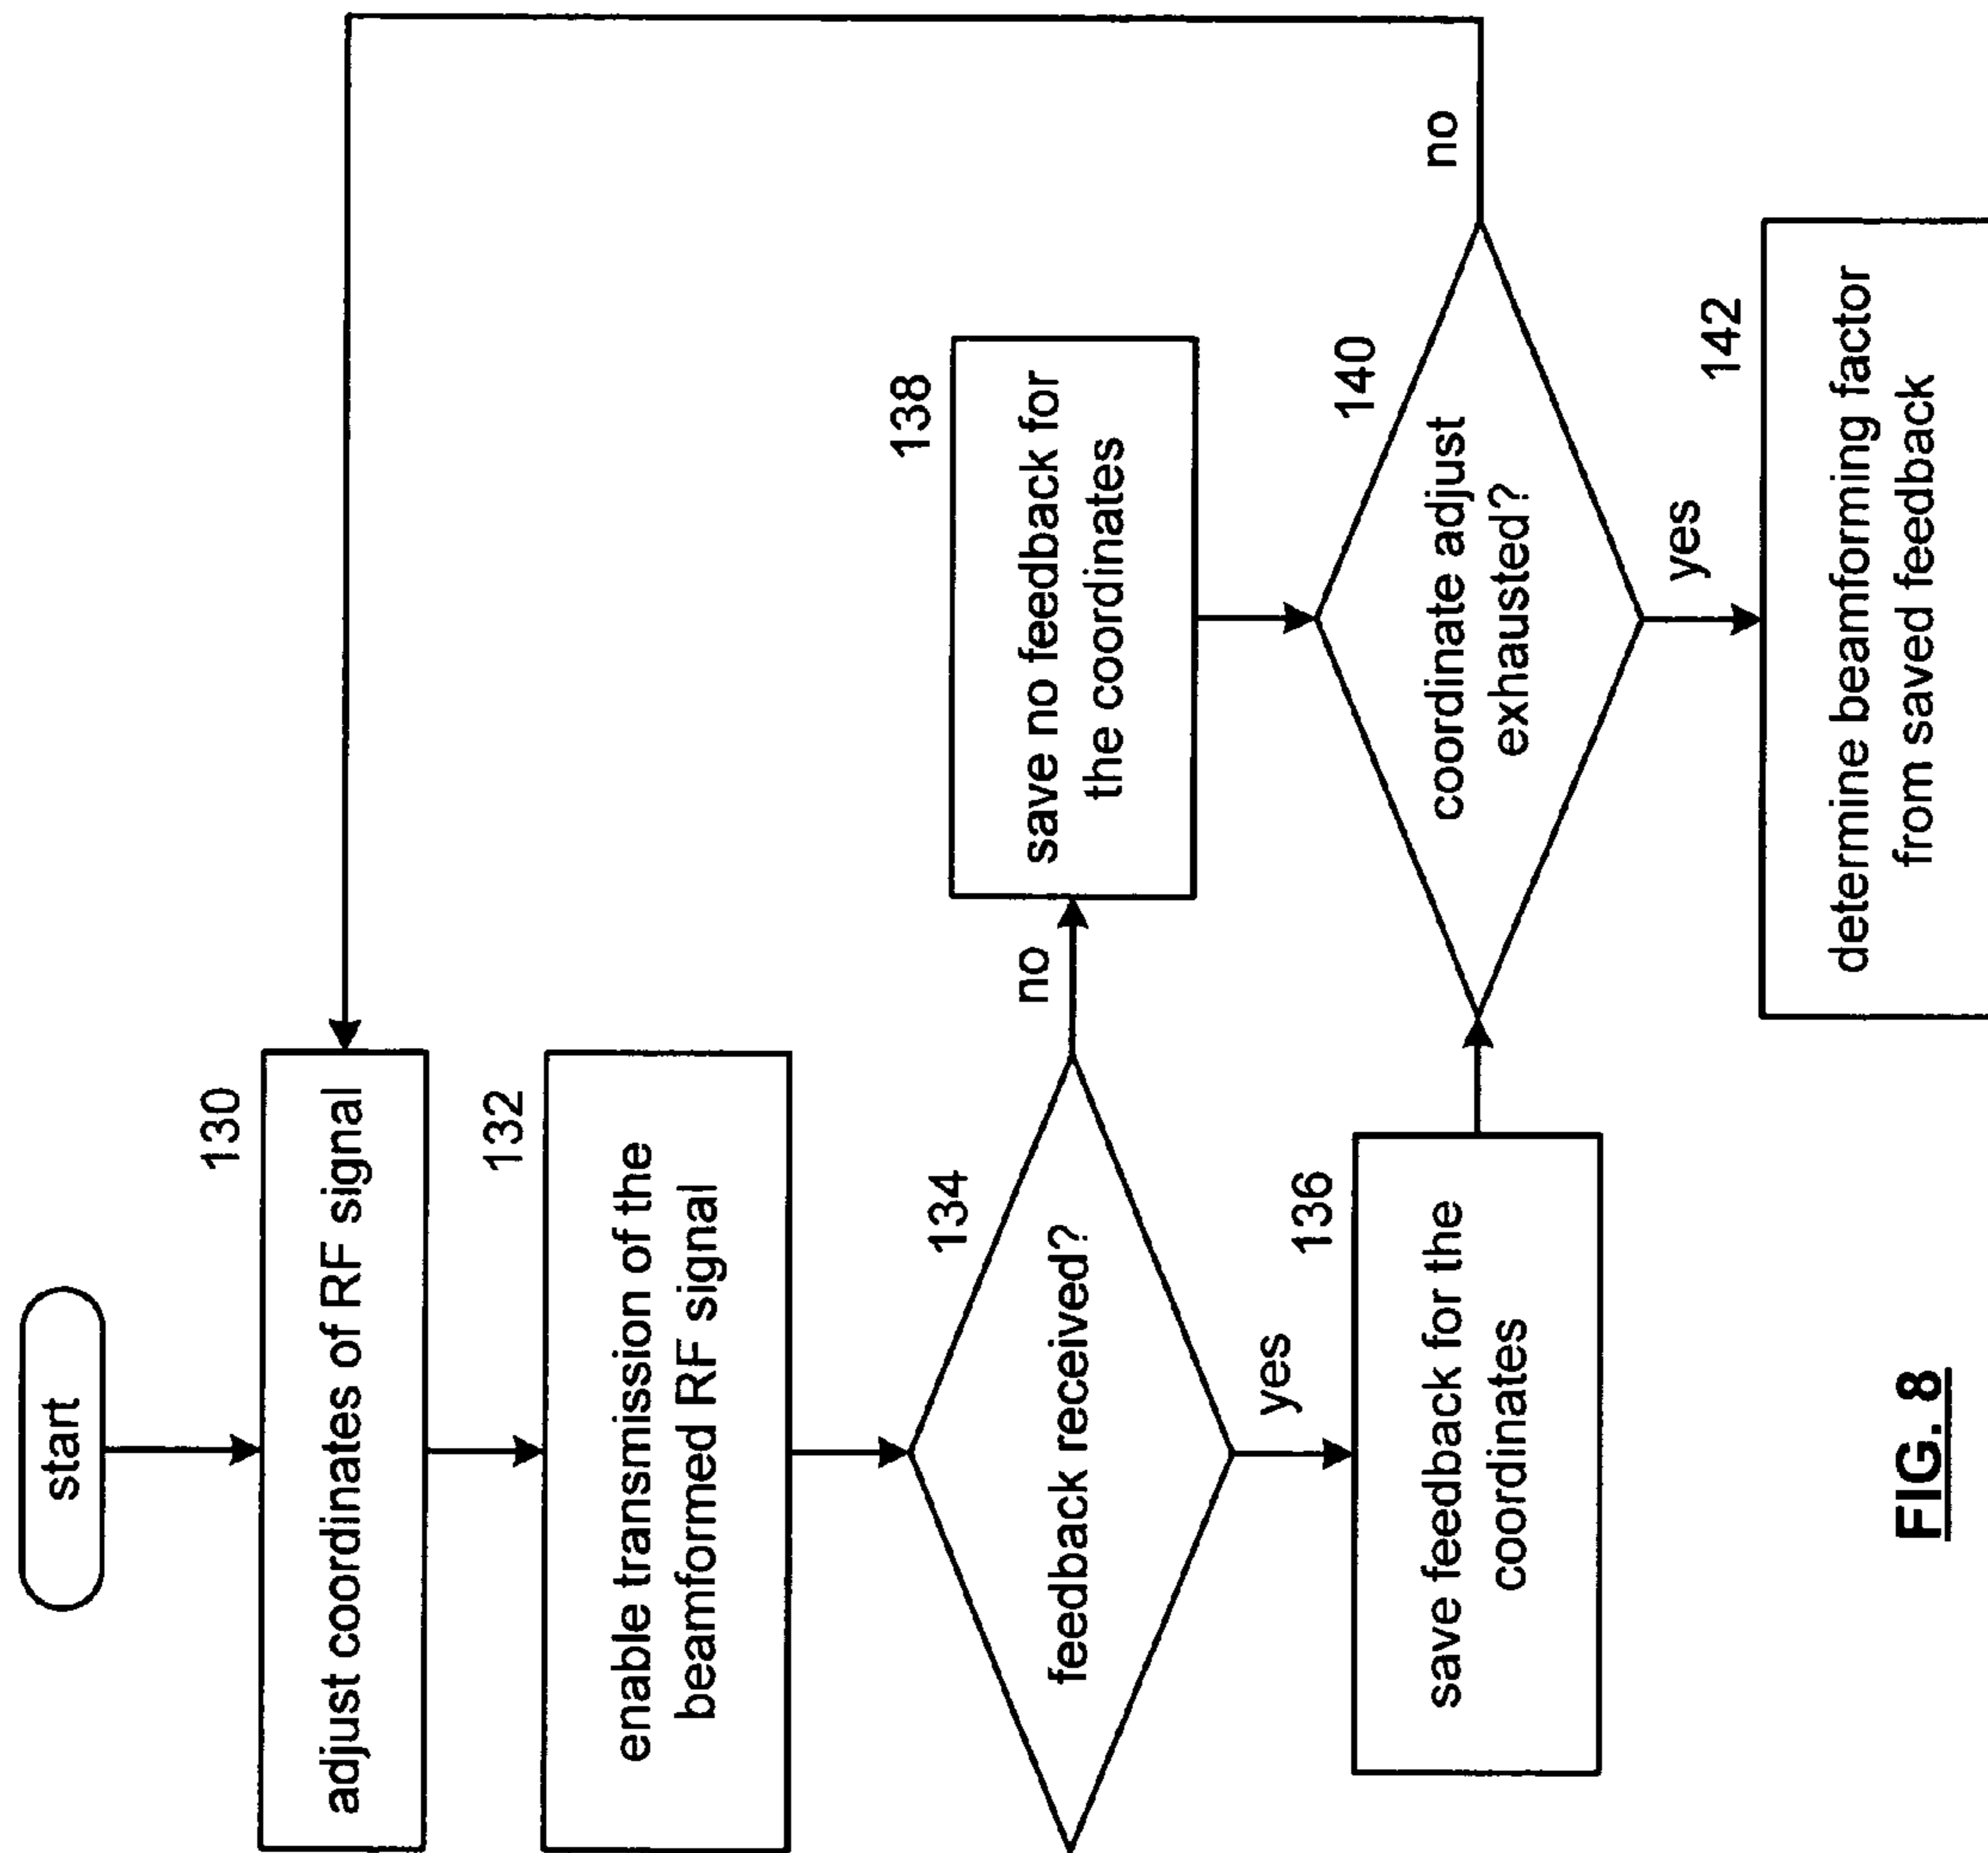 start
130
adjust coordinates of RF signal
132
enable transmission of the
beamformed RF signal
134
feedback received?
no
yes
136
save feedback for the
coordinates
138
save no feedback for
the coordinates
140
coordinate adjust
exhausted?
no
yes
142
determine beamforming factor
from saved feedback
FIG. 8